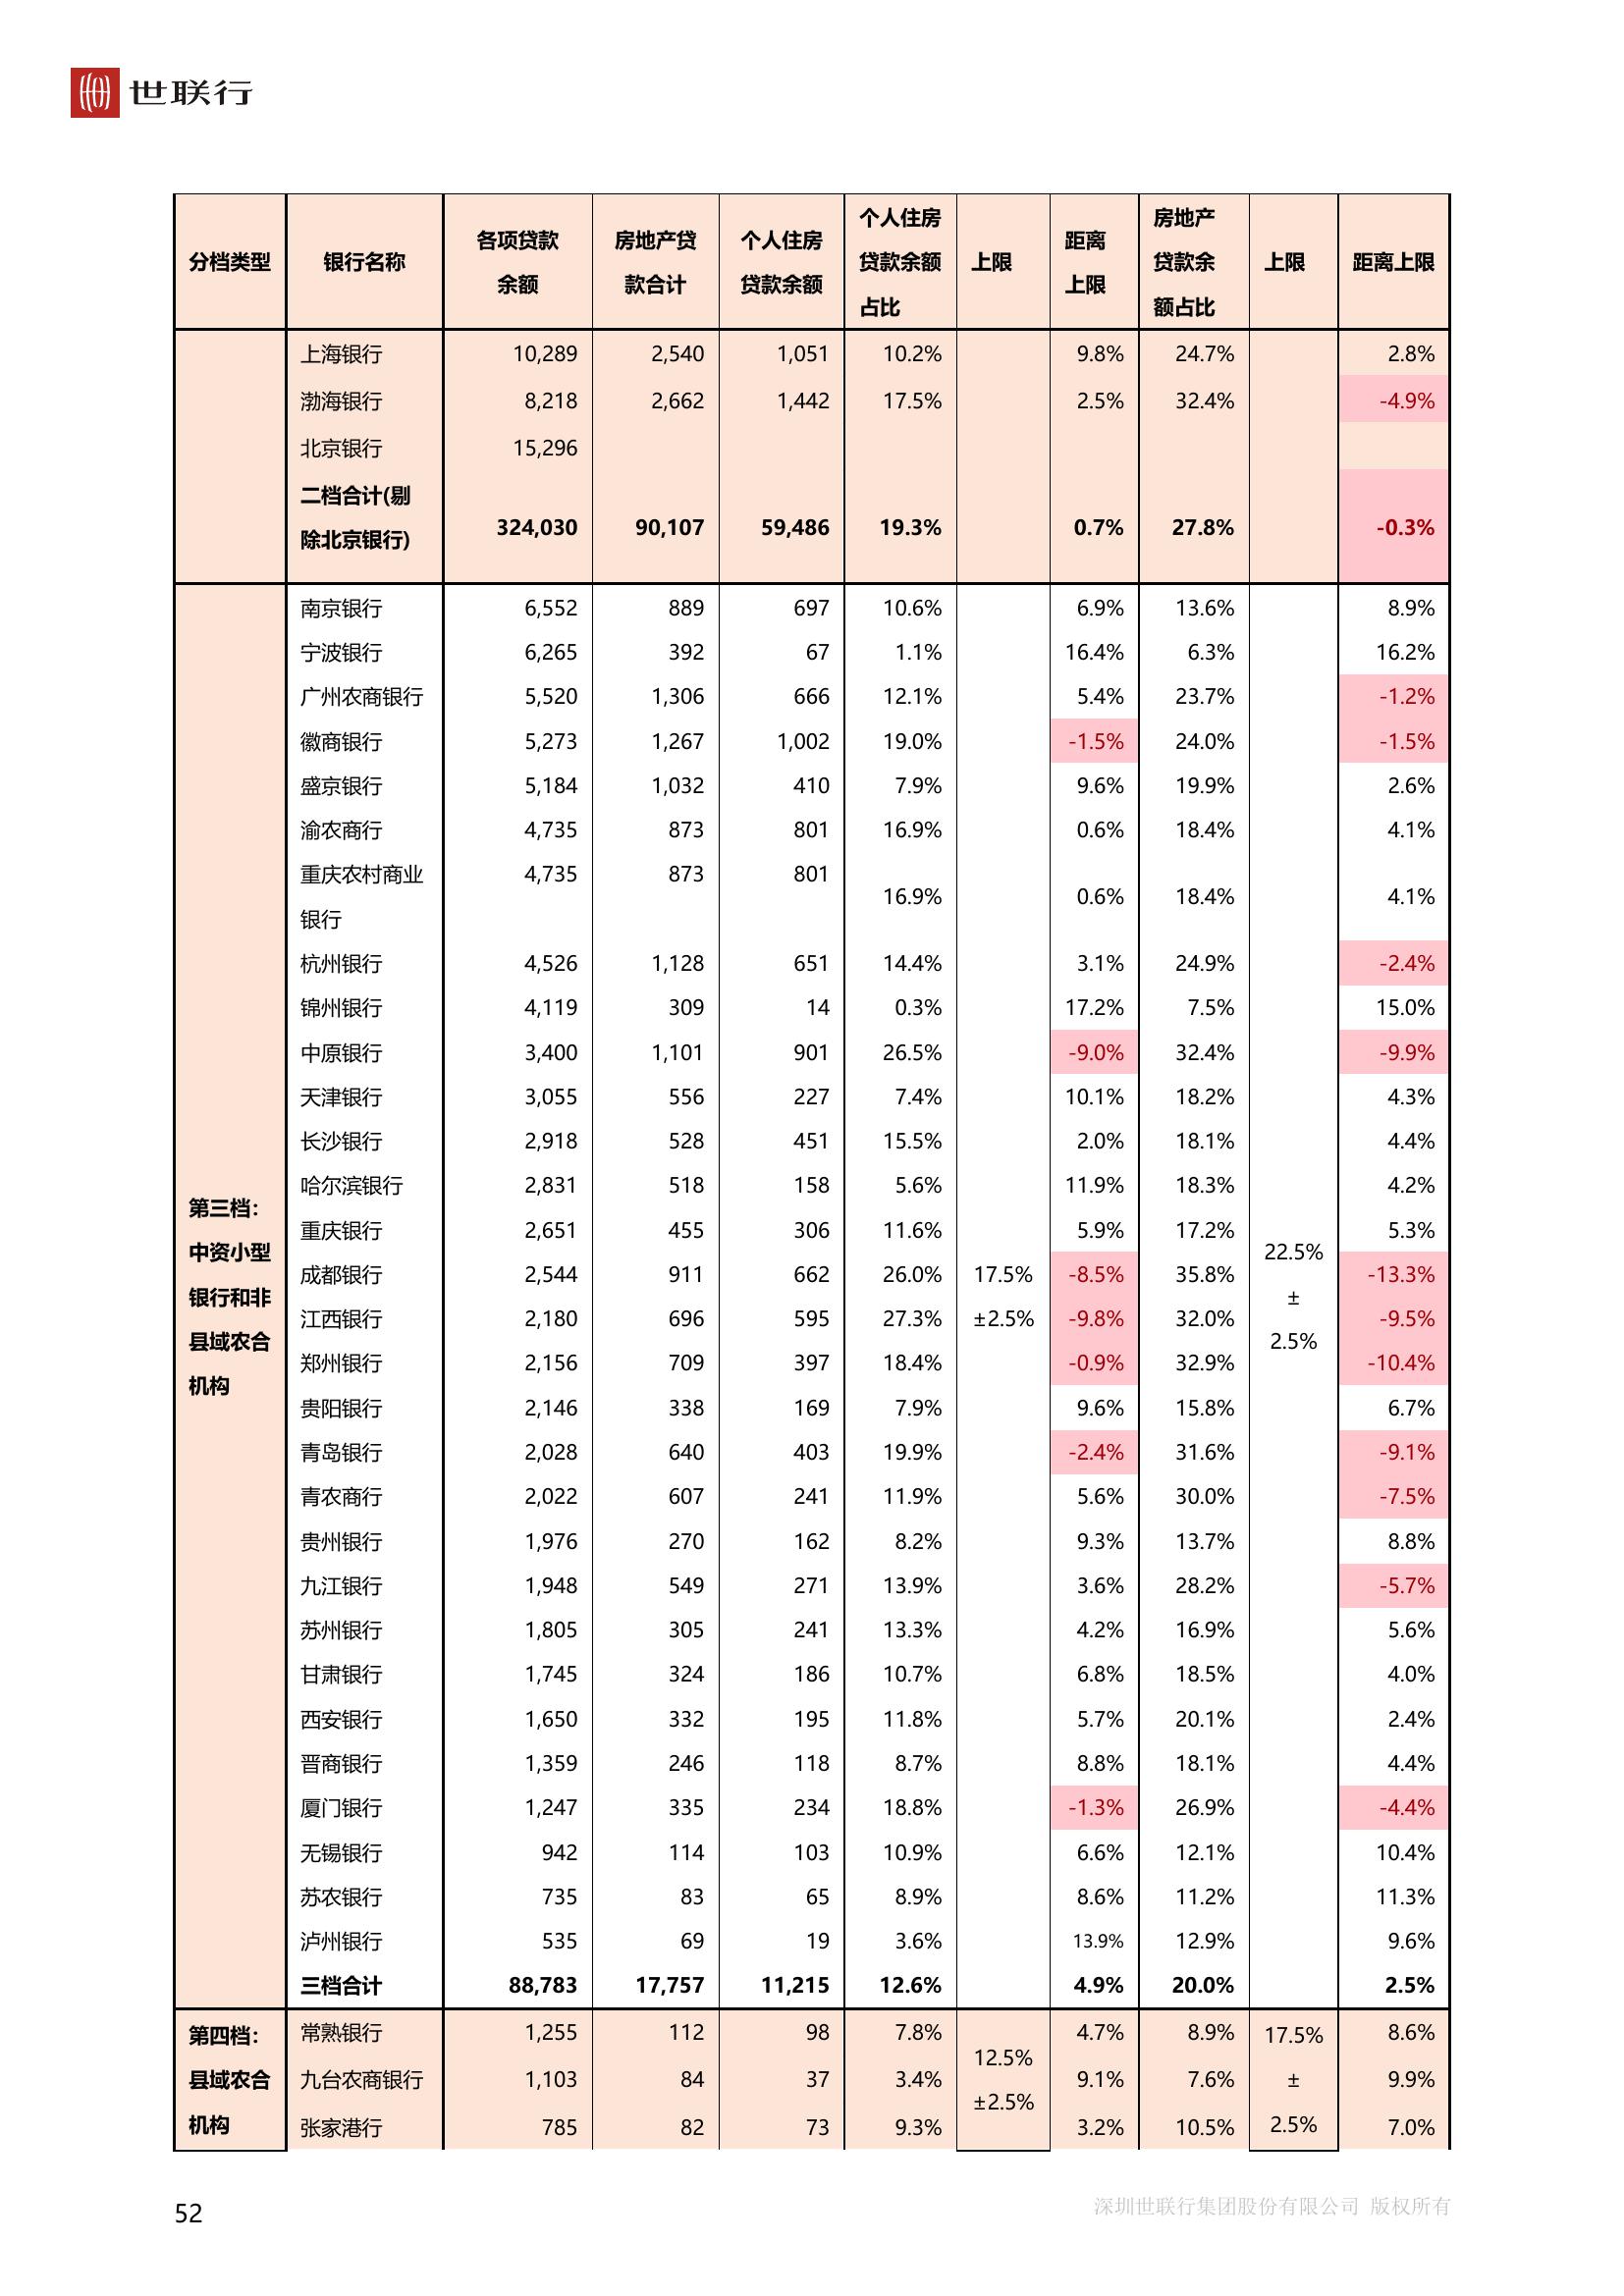 世联行
分档类型 银行名称 各项贷款余额 房地产贷款合计 个人住房贷款余额 个人住房贷款余额占比 上限 距离上限 房地产贷款余额占比 上限 距离上限
上海银行 10,289 2,540 1,051 10.2% 9.8% 24.7% 2.8%
渤海银行 8,218 2,662 1,442 17.5% 2.5% 32.4% -4.9%
北京银行 15,296
二档合计(剔除北京银行) 324,030 90,107 59,486 19.3% 0.7% 27.8% -0.3%
第三档：中资小型银行和非县域农合机构 17.5%±2.5% 22.5%±2.5%
南京银行 6,552 889 697 10.6% 6.9% 13.6% 8.9%
宁波银行 6,265 392 67 1.1% 16.4% 6.3% 16.2%
广州农商银行 5,520 1,306 666 12.1% 5.4% 23.7% -1.2%
徽商银行 5,273 1,267 1,002 19.0% -1.5% 24.0% -1.5%
盛京银行 5,184 1,032 410 7.9% 9.6% 19.9% 2.6%
渝农商行 4,735 873 801 16.9% 0.6% 18.4% 4.1%
重庆农村商业银行 4,735 873 801 16.9% 0.6% 18.4% 4.1%
杭州银行 4,526 1,128 651 14.4% 3.1% 24.9% -2.4%
锦州银行 4,119 309 14 0.3% 17.2% 7.5% 15.0%
中原银行 3,400 1,101 901 26.5% -9.0% 32.4% -9.9%
天津银行 3,055 556 227 7.4% 10.1% 18.2% 4.3%
长沙银行 2,918 528 451 15.5% 2.0% 18.1% 4.4%
哈尔滨银行 2,831 518 158 5.6% 11.9% 18.3% 4.2%
重庆银行 2,651 455 306 11.6% 5.9% 17.2% 5.3%
成都银行 2,544 911 662 26.0% -8.5% 35.8% -13.3%
江西银行 2,180 696 595 27.3% -9.8% 32.0% -9.5%
郑州银行 2,156 709 397 18.4% -0.9% 32.9% -10.4%
贵阳银行 2,146 338 169 7.9% 9.6% 15.8% 6.7%
青岛银行 2,028 640 403 19.9% -2.4% 31.6% -9.1%
青农商行 2,022 607 241 11.9% 5.6% 30.0% -7.5%
贵州银行 1,976 270 162 8.2% 9.3% 13.7% 8.8%
九江银行 1,948 549 271 13.9% 3.6% 28.2% -5.7%
苏州银行 1,805 305 241 13.3% 4.2% 16.9% 5.6%
甘肃银行 1,745 324 186 10.7% 6.8% 18.5% 4.0%
西安银行 1,650 332 195 11.8% 5.7% 20.1% 2.4%
晋商银行 1,359 246 118 8.7% 8.8% 18.1% 4.4%
厦门银行 1,247 335 234 18.8% -1.3% 26.9% -4.4%
无锡银行 942 114 103 10.9% 6.6% 12.1% 10.4%
苏农银行 735 83 65 8.9% 8.6% 11.2% 11.3%
泸州银行 535 69 19 3.6% 13.9% 12.9% 9.6%
三档合计 88,783 17,757 11,215 12.6% 4.9% 20.0% 2.5%
第四档：县域农合机构 12.5%±2.5% 17.5%±2.5%
常熟银行 1,255 112 98 7.8% 4.7% 8.9% 8.6%
九台农商银行 1,103 84 37 3.4% 9.1% 7.6% 9.9%
张家港行 785 82 73 9.3% 3.2% 10.5% 7.0%
52
深圳世联行集团股份有限公司 版权所有